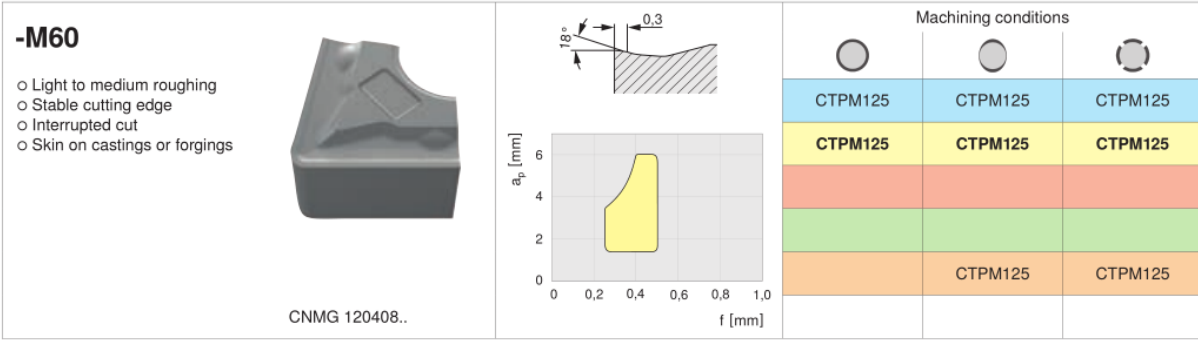 -M60
○ Light to medium roughing
○ Stable cutting edge
○ Interrupted cut
○ Skin on castings or forgings
CNMG 120408..
18°
0,3
ap [mm]
6
4
2
0
0 0,2 0,4 0,6 0,8 1,0
f [mm]
Machining conditions
CTPM125 CTPM125 CTPM125
CTPM125 CTPM125 CTPM125
CTPM125 CTPM125